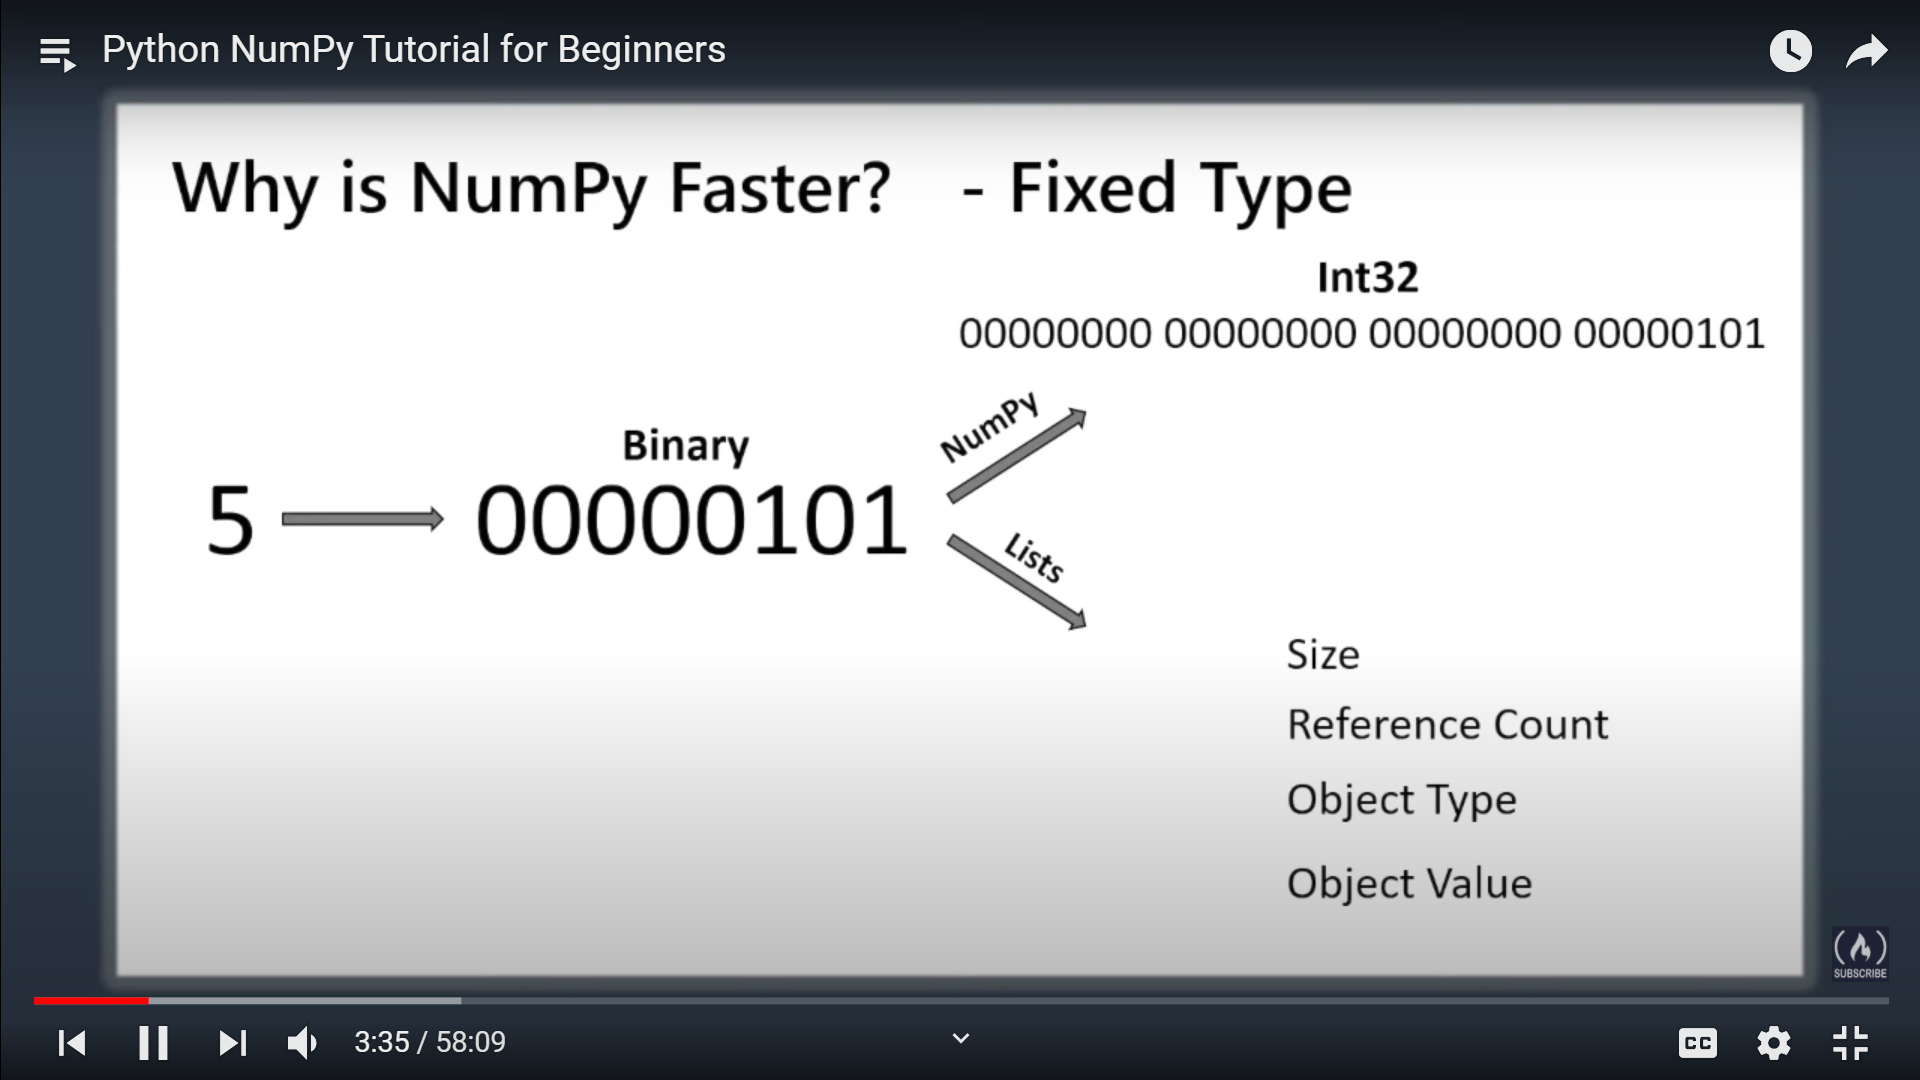 Python NumPy Tutorial for Beginners
Why is NumPy Faster? - Fixed Type
Int32
00000000 00000000 00000000 00000101
NumPy
Binary
5 00000101
Lists
Size
Reference Count
Object Type
Object Value
SUBSCRIBE
3:35 / 58:09
CC